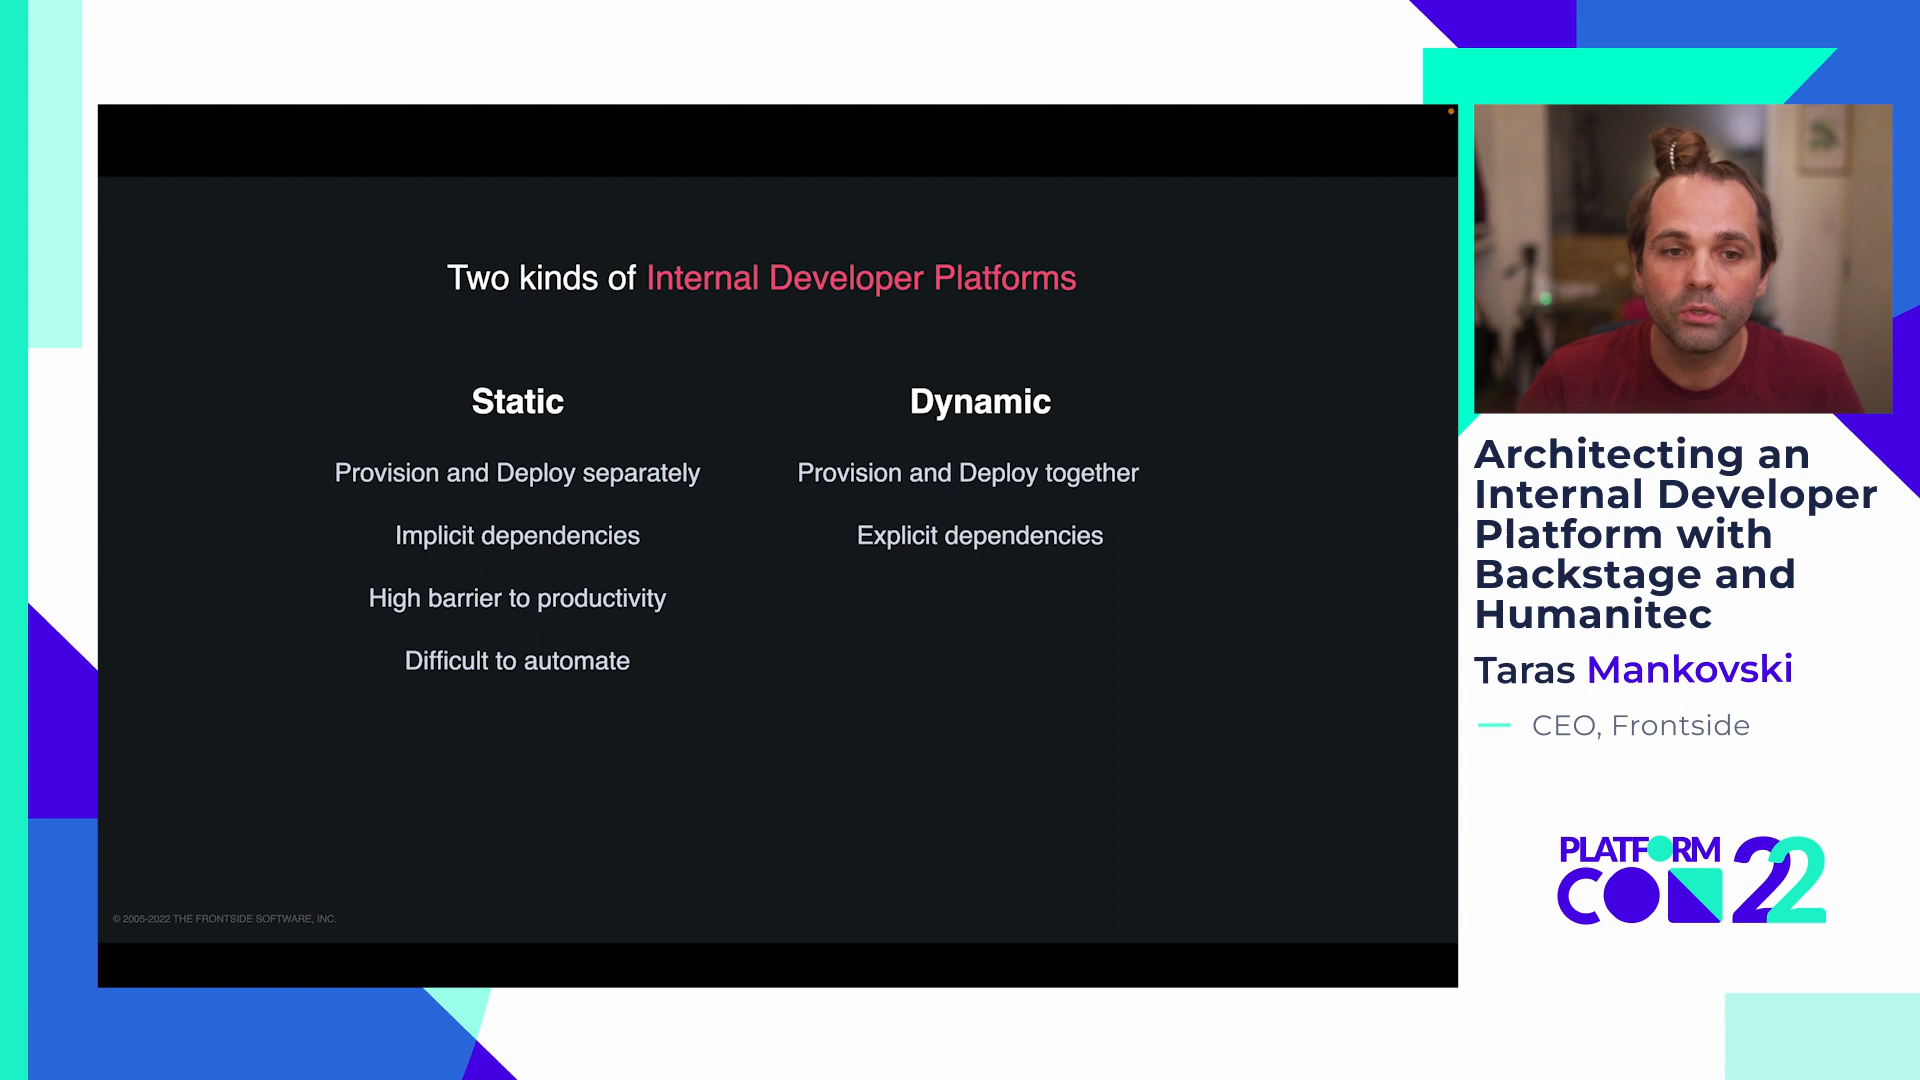 Two kinds of Internal Developer Platforms
Static
Provision and Deploy separately
Implicit dependencies
High barrier to productivity
Difficult to automate
Dynamic
Provision and Deploy together
Explicit dependencies
© 2005-2022 THE FRONTSIDE SOFTWARE, INC.
Architecting an
Internal Developer
Platform with
Backstage and
Humanitec
Taras Mankovski
CEO, Frontside
PLATFORM
CON 22